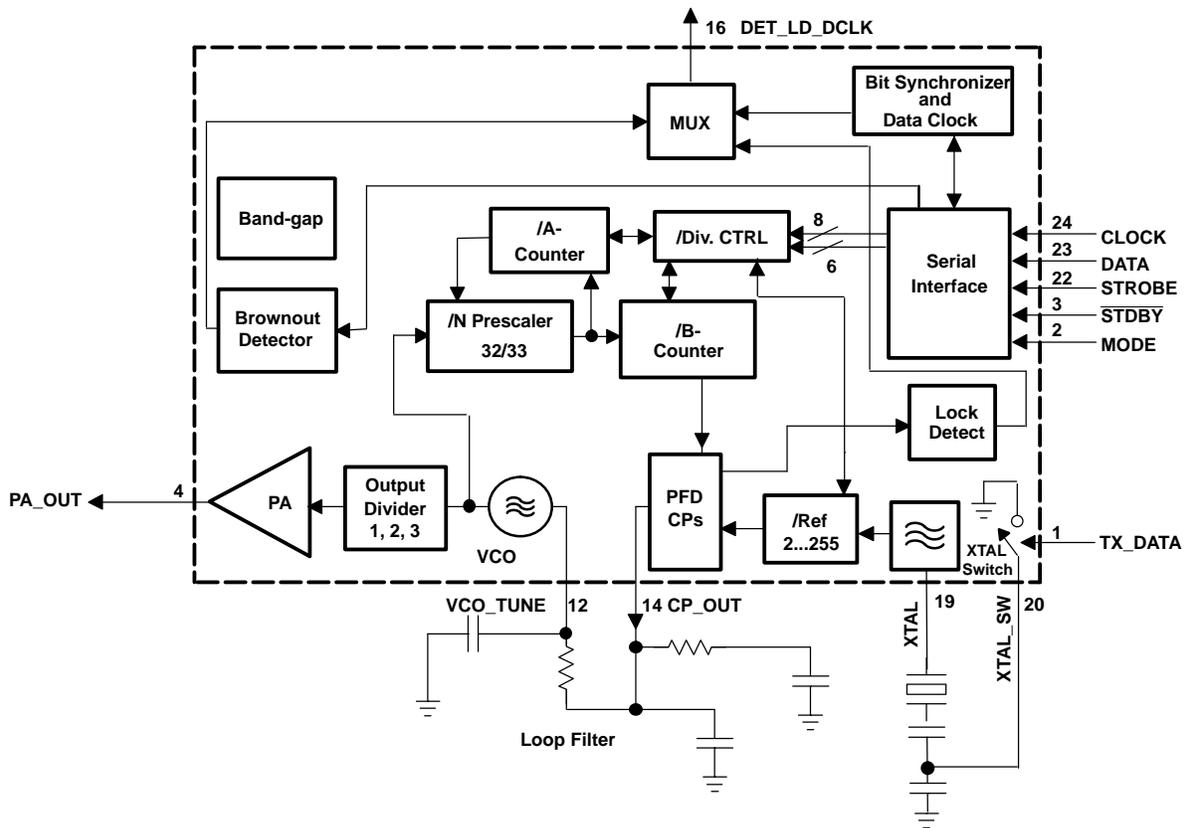 16 DET_LD_DCLK
Bit Synchronizer
and
Data Clock
MUX
Band-gap
/A-
Counter
/Div. CTRL
8
6
Serial
Interface
24
CLOCK
23
DATA
22
STROBE
3
STDBY
2
MODE
Brownout
Detector
/N Prescaler
32/33
/B-
Counter
Lock
Detect
PA_OUT
4
PA
Output
Divider
1, 2, 3
VCO
PFD
CPs
/Ref
2...255
XTAL
Switch
1
TX_DATA
VCO_TUNE
12
14 CP_OUT
XTAL
19
XTAL_SW
20
Loop Filter